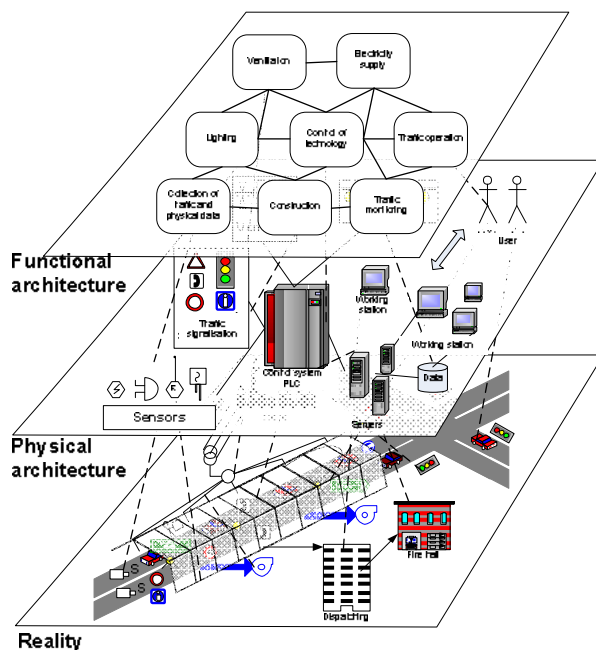 Ventilation
Electricity
supply
Lighting
Control of
technology
Traffic operation
Collection of
traffic and
physical data
Construction
Traffic
monitoring
User
Functional
architecture
Traffic
signalisation
Working
station
Working station
Control system
PLC
Data
Servers
Sensors
Physical
architecture
S
S
Fire hall
Dispatching
Reality